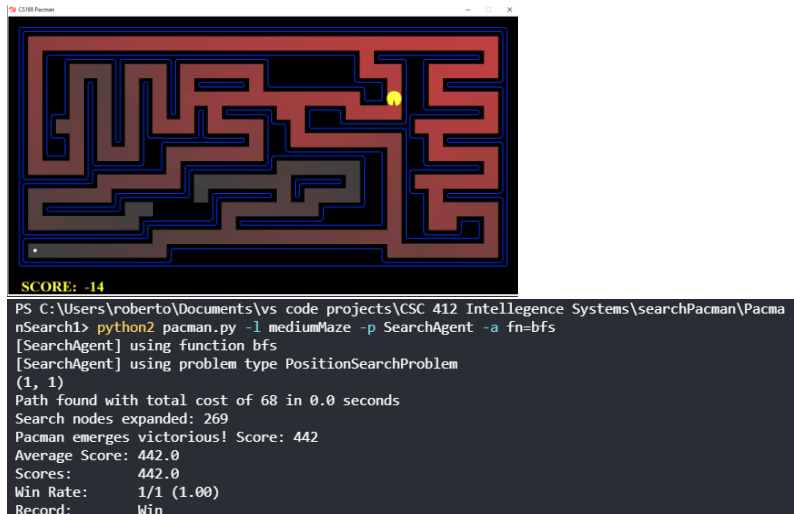 CS188 Pacman
SCORE: -14
PS C:\Users\roberto\Documents\vs code projects\CSC 412 Intellegence Systems\searchPacman\Pacma
nSearch1> python2 pacman.py -l mediumMaze -p SearchAgent -a fn=bfs
[SearchAgent] using function bfs
[SearchAgent] using problem type PositionSearchProblem
(1, 1)
Path found with total cost of 68 in 0.0 seconds
Search nodes expanded: 269
Pacman emerges victorious! Score: 442
Average Score: 442.0
Scores:        442.0
Win Rate:      1/1 (1.00)
Record:        Win